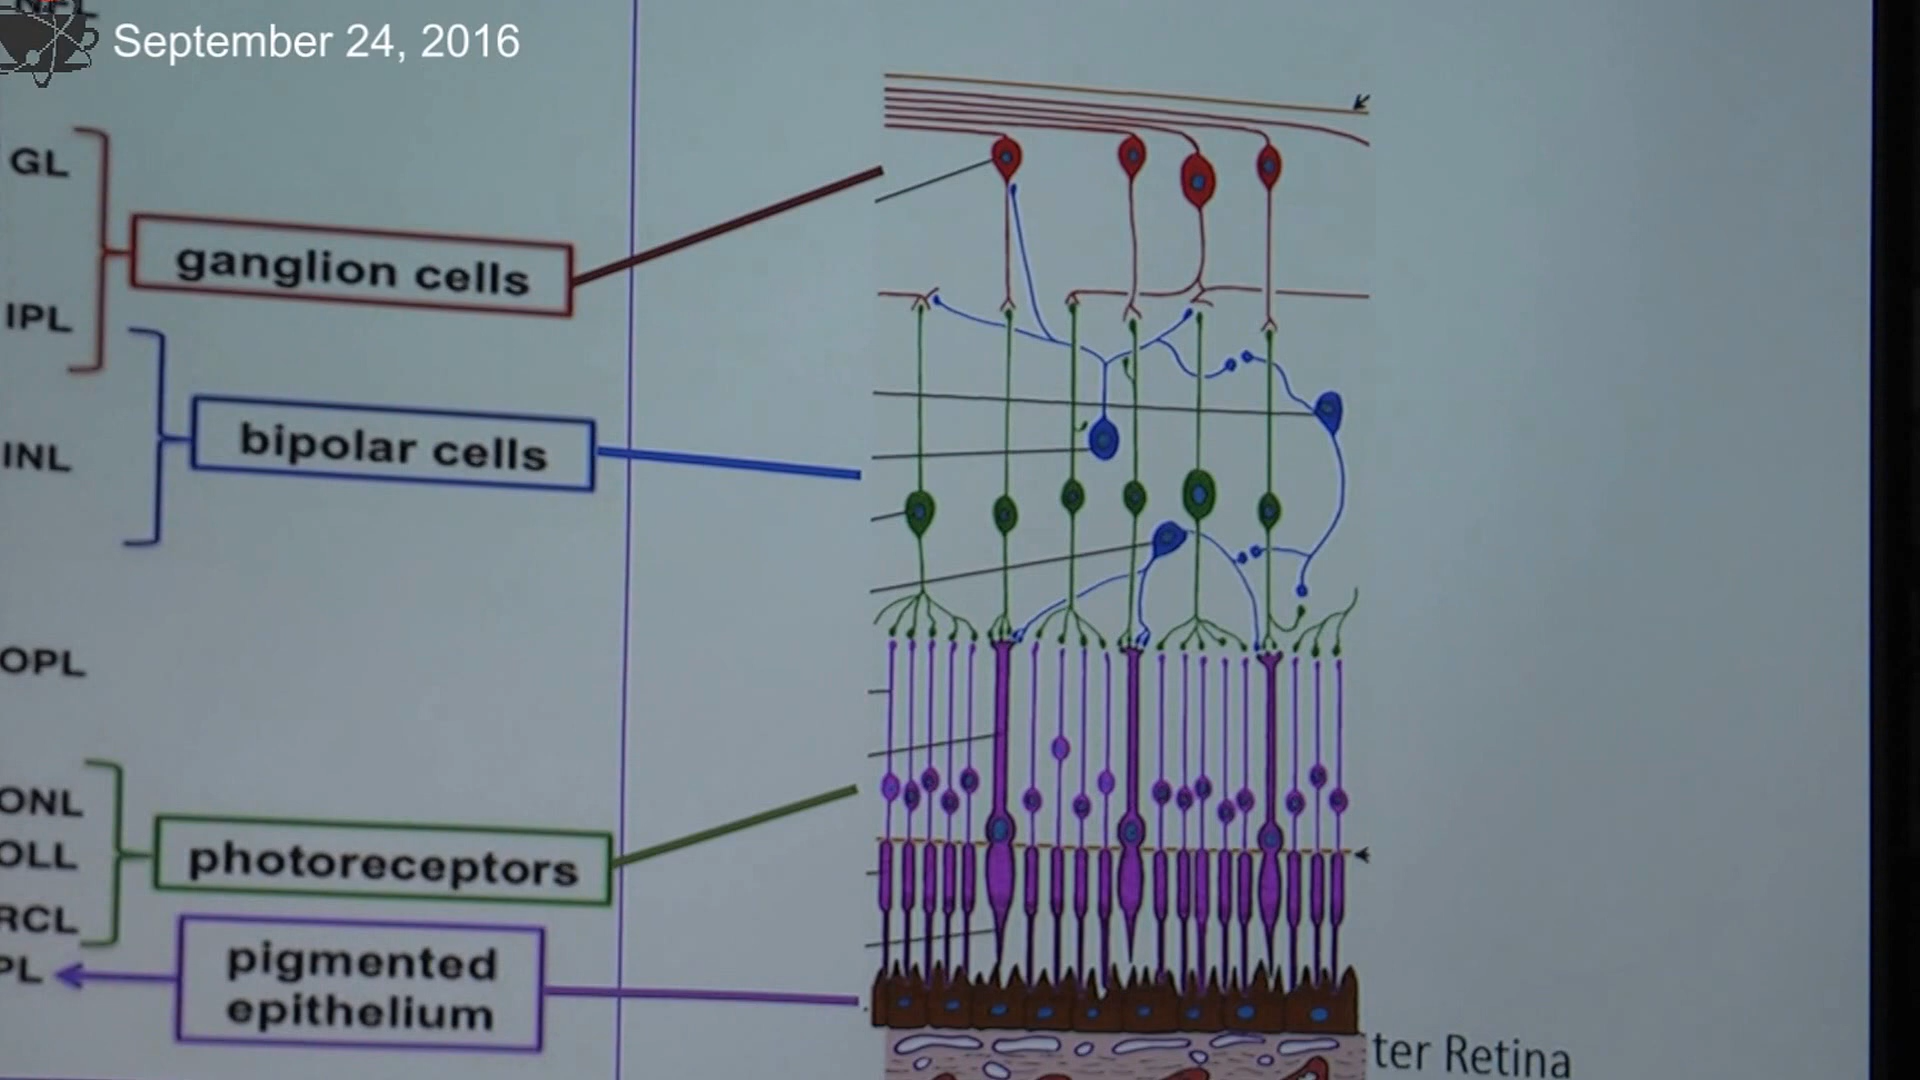 NFL
September 24, 2016
GL
ganglion cells
IPL
bipolar cells
INL
OPL
ONL
OLL
photoreceptors
RCL
PL
pigmented
epithelium
ter Retina